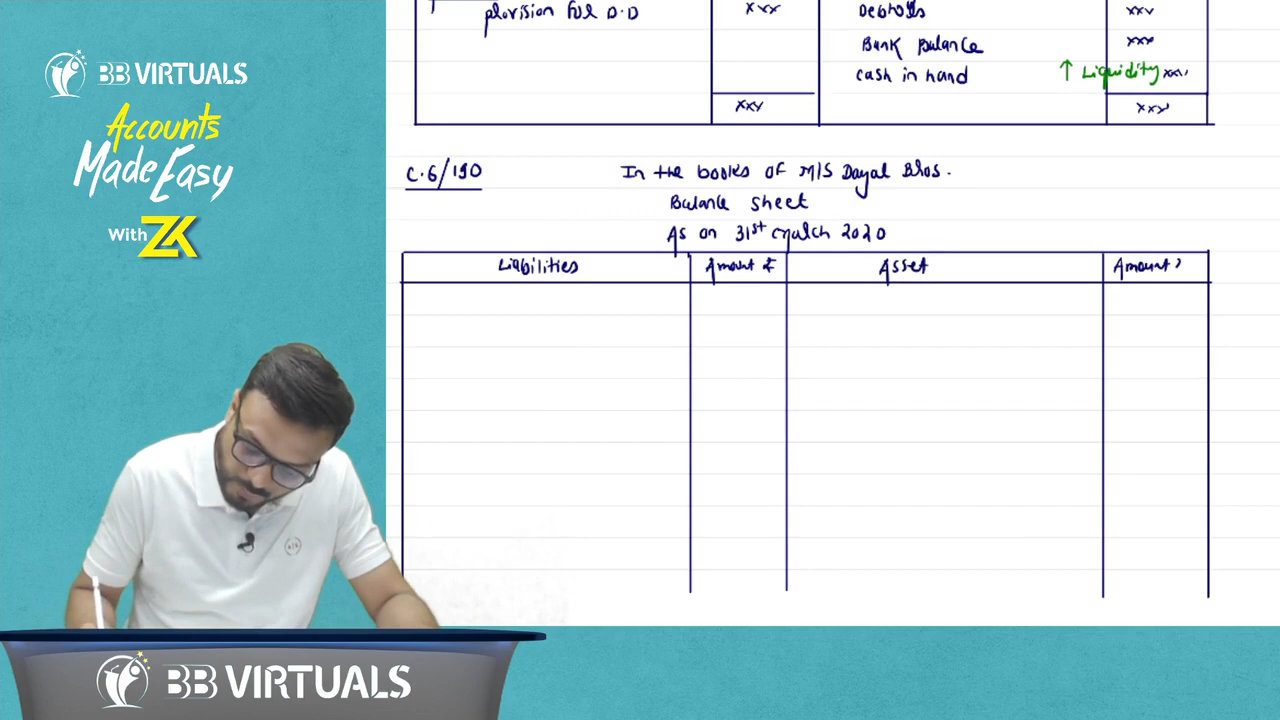 BB VIRTUALS
Accounts
Made Easy
With ZK
provision for D.D xxx
Debtors xxx
Bank Balance xxx
cash in hand ↑ Liquidity xxx
xxx xxx
C.6/190
In the books of M/S Dayal Bros.
Balance sheet
As on 31st March 2020
Liabilities Amount ₹ Asset Amount
BB VIRTUALS